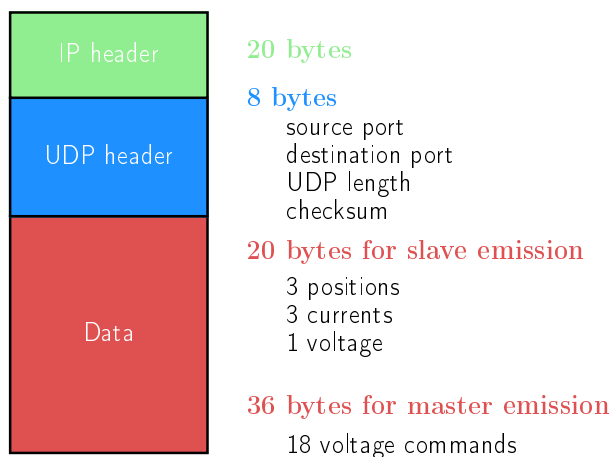 IP header
20 bytes
8 bytes
UDP header
source port
destination port
UDP length
checksum
Data
20 bytes for slave emission
3 positions
3 currents
1 voltage
36 bytes for master emission
18 voltage commands